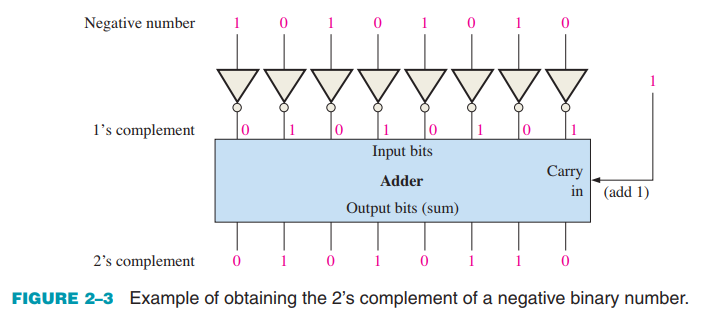 Negative number 1 0 1 0 1 0 1 0
1
1's complement 0 1 0 1 0 1 0 1
Input bits
Adder
Carry
in (add 1)
Output bits (sum)
2's complement 0 1 0 1 0 1 1 0
FIGURE 2–3 Example of obtaining the 2's complement of a negative binary number.